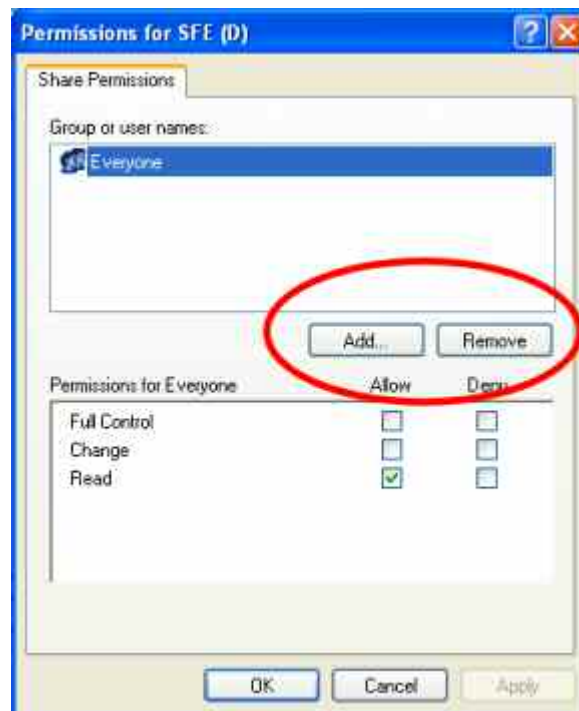 Permissions for SFE (D)
Share Permissions
Group or user names:
Everyone
Add... Remove
Permissions for Everyone Allow Deny
Full Control
Change
Read
OK Cancel Apply